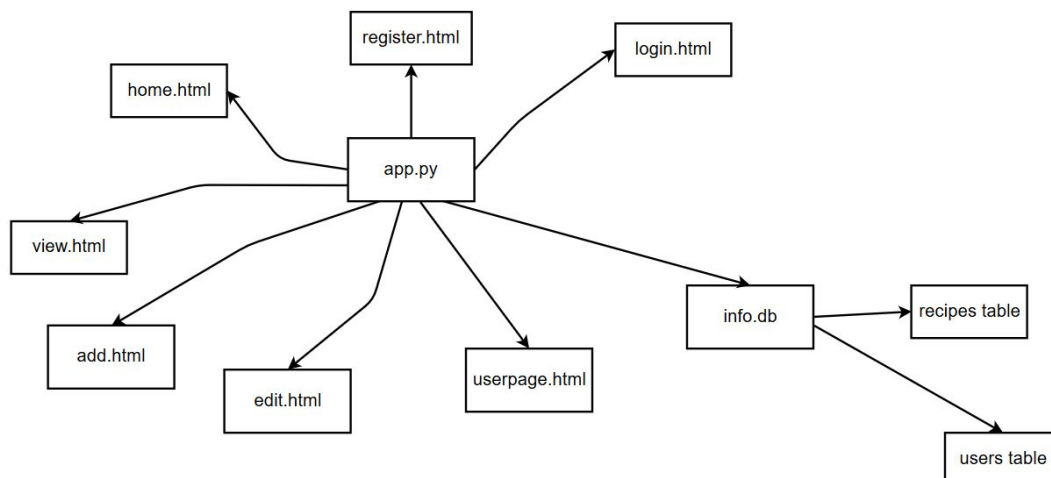 register.html
login.html
home.html
app.py
view.html
info.db
recipes table
add.html
userpage.html
edit.html
users table